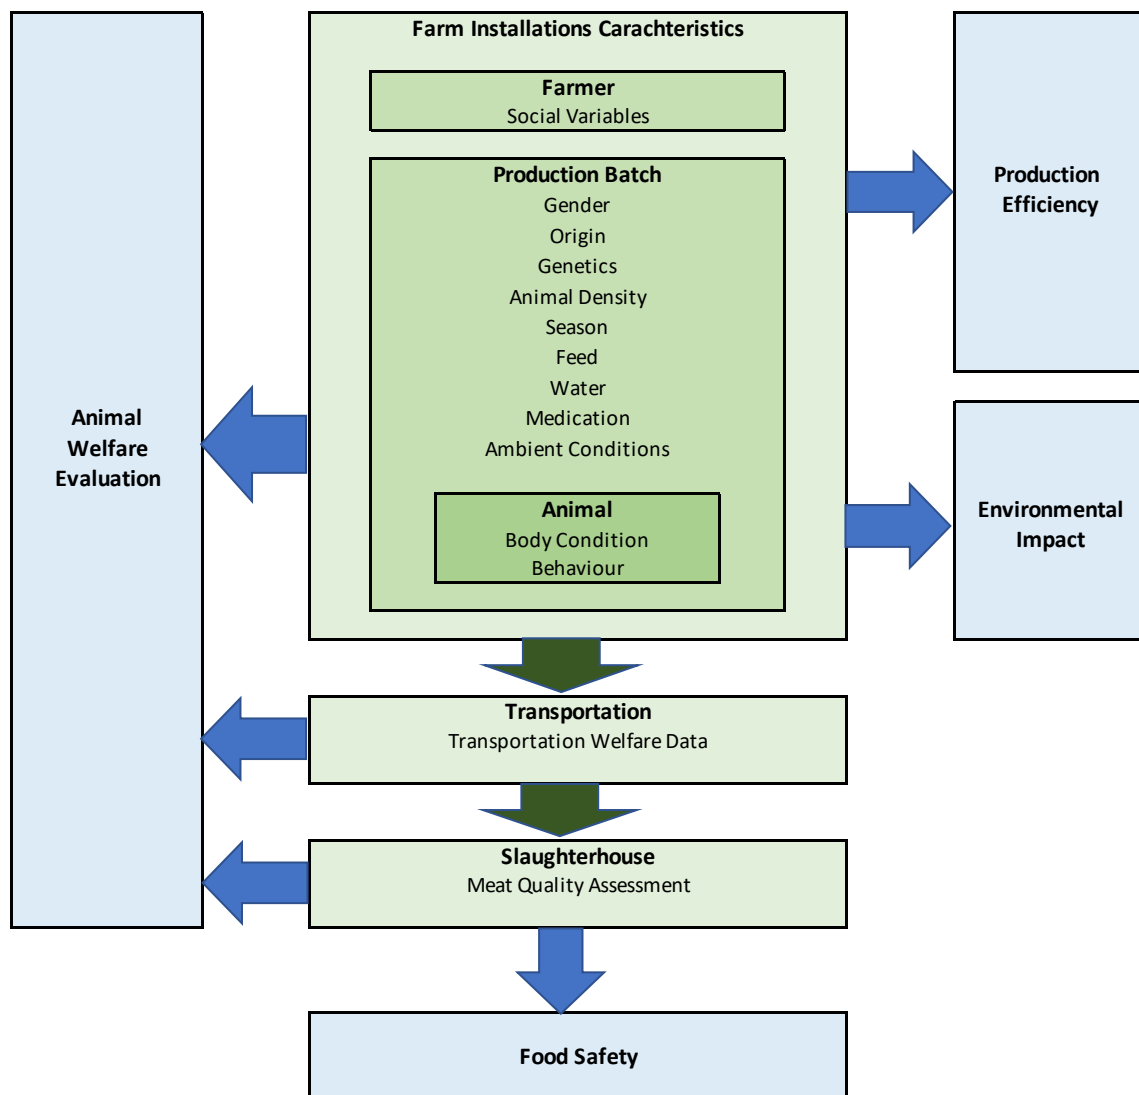 Farm Installations Carachteristics
Farmer
Social Variables
Production Batch
Gender
Origin
Genetics
Animal Density
Season
Feed
Water
Medication
Ambient Conditions
Animal
Body Condition
Behaviour
Production
Efficiency
Animal
Welfare
Evaluation
Environmental
Impact
Transportation
Transportation Welfare Data
Slaughterhouse
Meat Quality Assessment
Food Safety